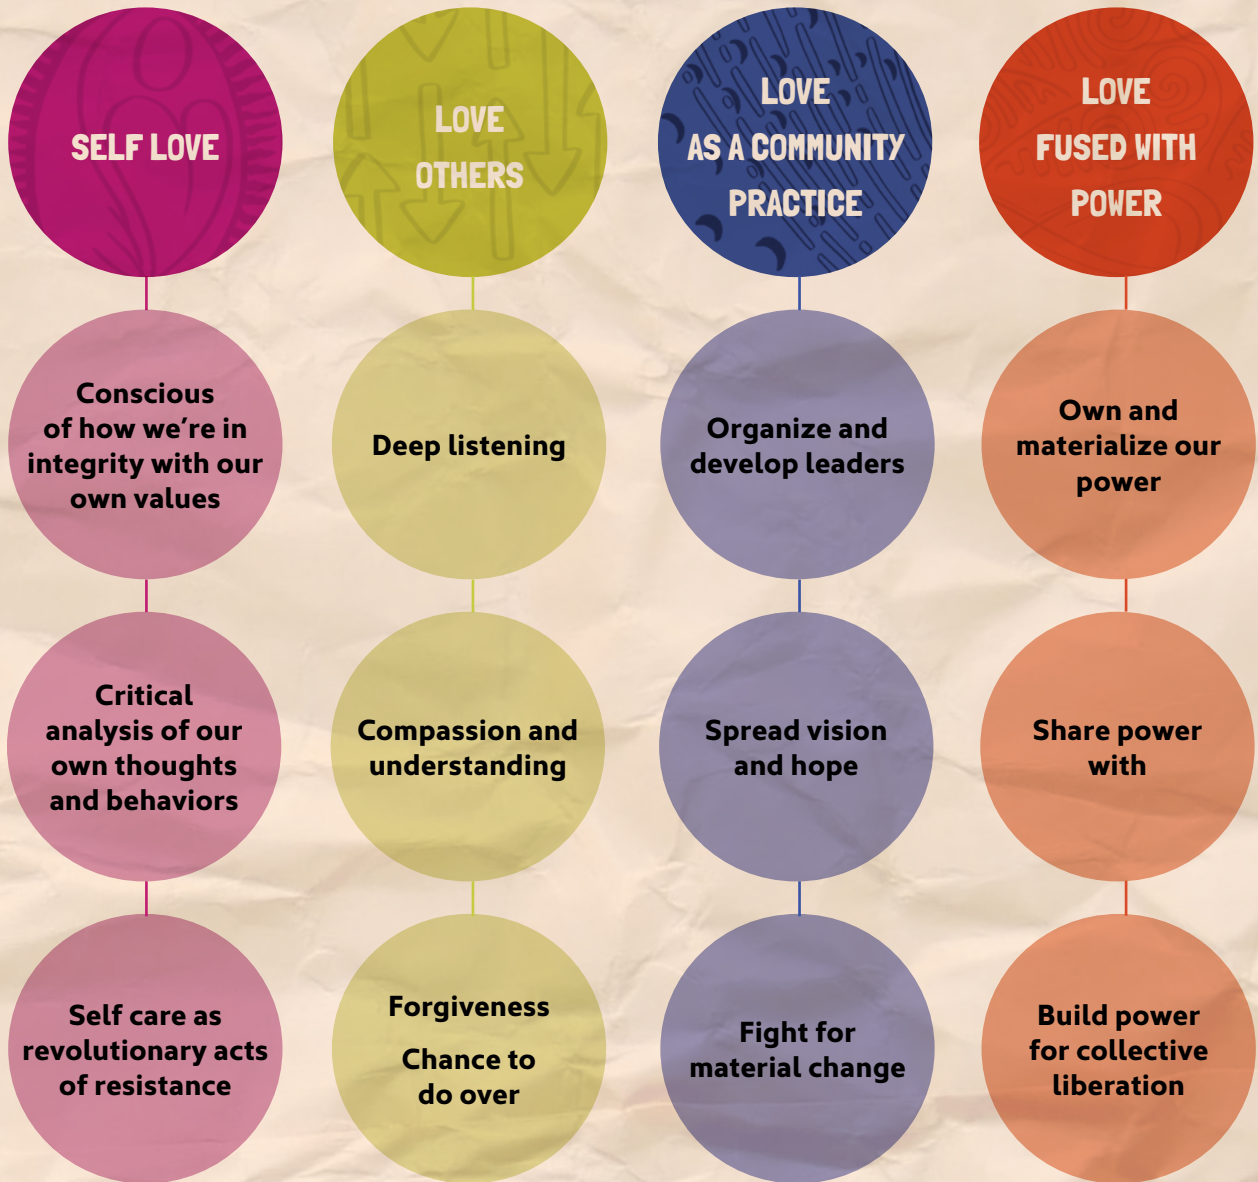 SELF LOVE
Conscious
of how we’re in
integrity with our
own values
Critical
analysis of our
own thoughts
and behaviors
Self care as
revolutionary acts
of resistance
LOVE
OTHERS
Deep listening
Compassion and
understanding
Forgiveness
Chance to
do over
LOVE
AS A COMMUNITY
PRACTICE
Organize and
develop leaders
Spread vision
and hope
Fight for
material change
LOVE
FUSED WITH
POWER
Own and
materialize our
power
Share power
with
Build power
for collective
liberation